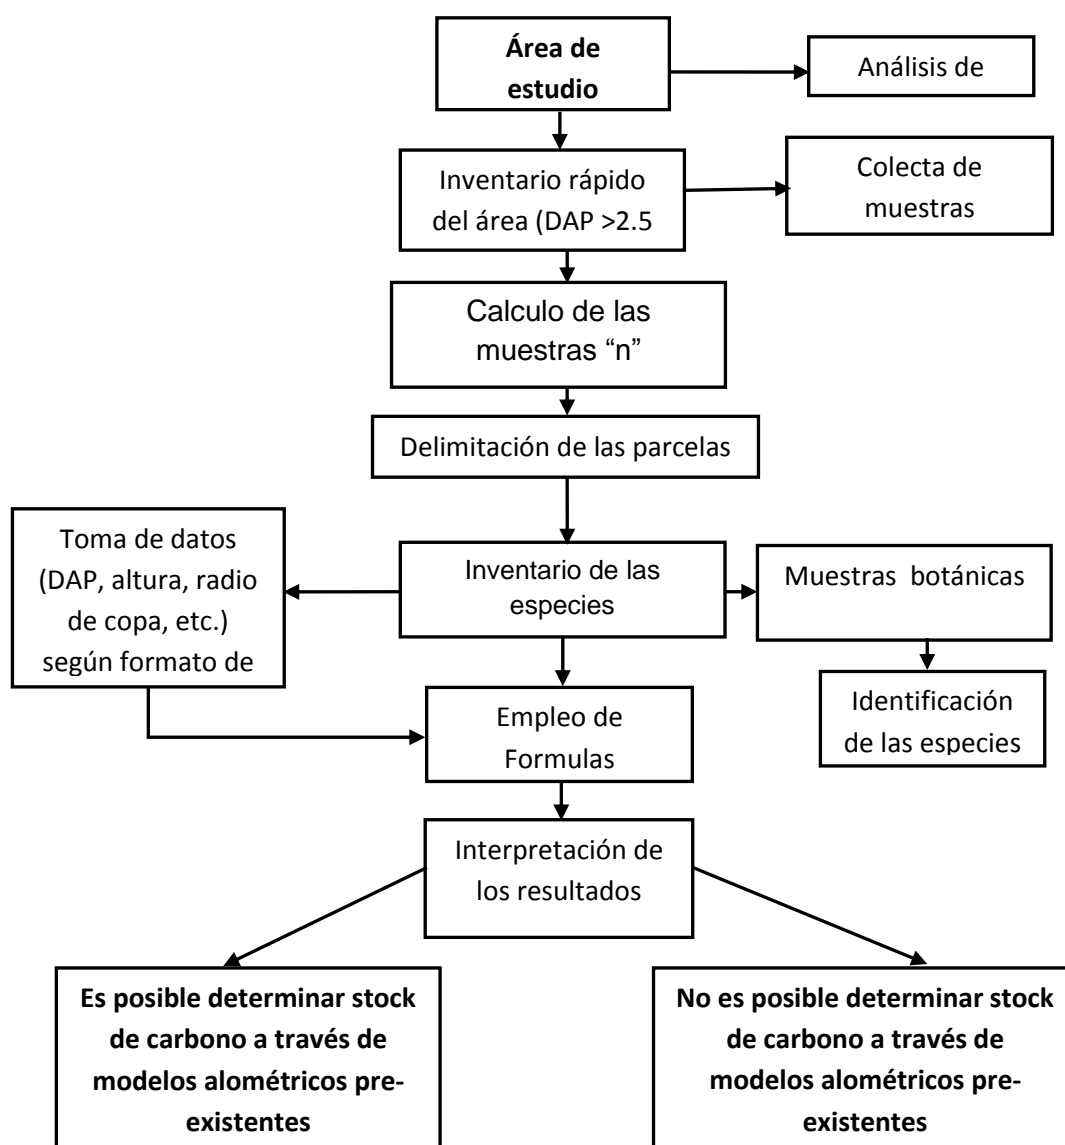 Área de
estudio
Análisis de
Inventario rápido
del área (DAP >2.5
Colecta de
muestras
Calculo de las
muestras “n”
Delimitación de las parcelas
Toma de datos
(DAP, altura, radio
de copa, etc.)
según formato de
Inventario de las
especies
Muestras botánicas
Identificación
de las especies
Empleo de
Formulas
Interpretación de
los resultados
Es posible determinar stock
de carbono a través de
modelos alométricos pre-
existentes
No es posible determinar stock
de carbono a través de
modelos alométricos pre-
existentes